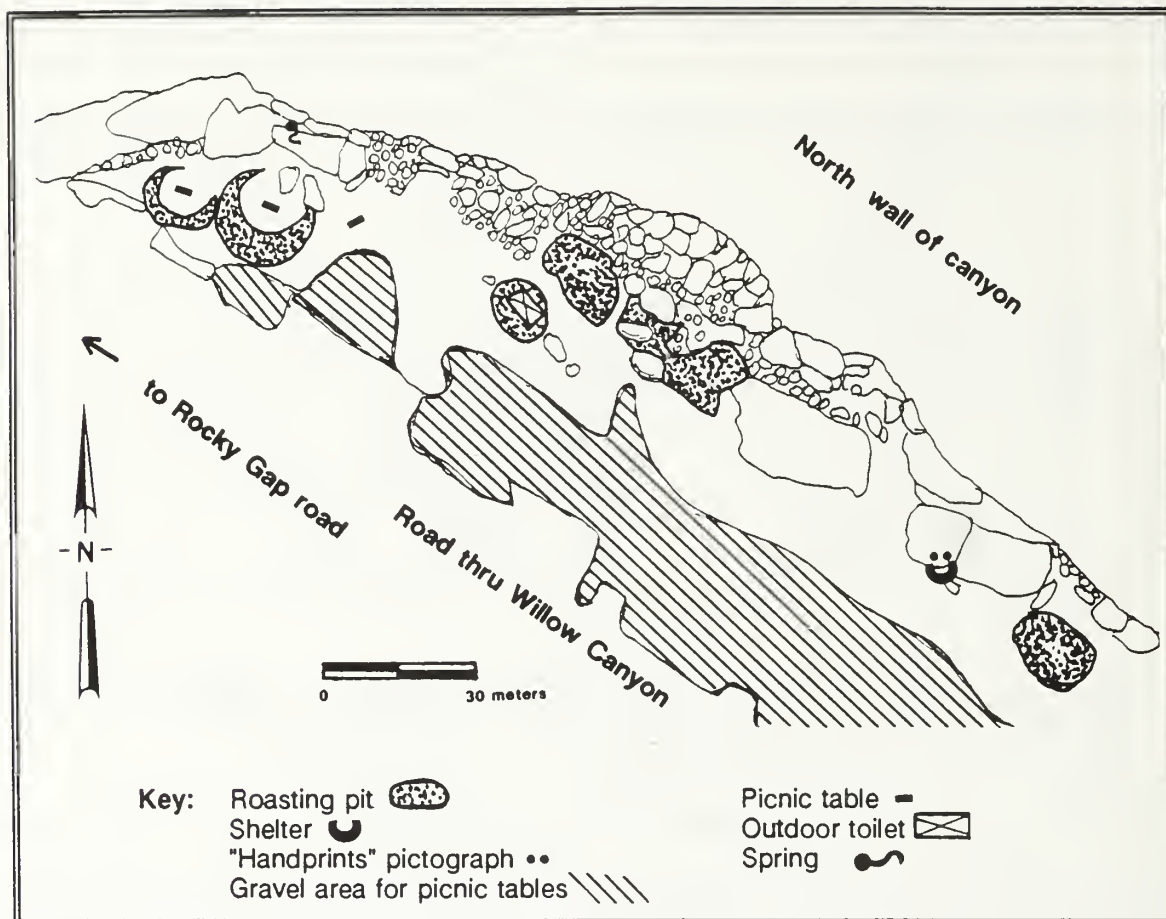 North wall of canyon
to Rocky Gap road
Road thru Willow Canyon
-N-
0 30 meters
Key:
Roasting pit
Shelter
"Handprints" pictograph
Gravel area for picnic tables
Picnic table
Outdoor toilet
Spring